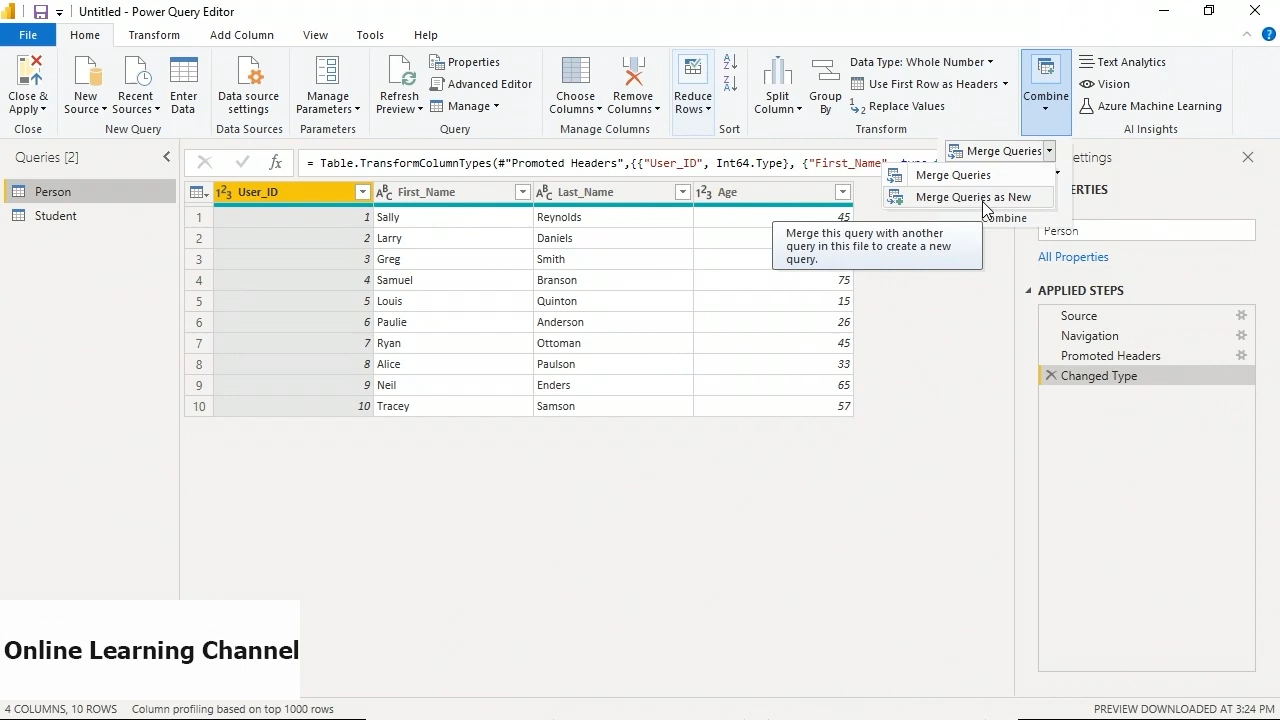 Untitled - Power Query Editor
File Home Transform Add Column View Tools Help
Close & Apply
New Source
Recent Sources
Enter Data
Data source settings
Manage Parameters
Refresh Preview
Properties
Advanced Editor
Manage
Choose Columns
Remove Columns
Reduce Rows
Split Column
Group By
Data Type: Whole Number
Use First Row as Headers
Replace Values
Combine
Text Analytics
Vision
Azure Machine Learning
Close New Query Data Sources Parameters Query Manage Columns Sort Transform AI Insights
Queries [2]
Person
Student
= Table.TransformColumnTypes(#"Promoted Headers",{{"User_ID", Int64.Type}, {"First_Name", type
Merge Queries
Merge Queries
Merge Queries as New
ombine
Merge this query with another
query in this file to create a new
query.
User_ID First_Name Last_Name Age
1 1 Sally Reynolds 45
2 2 Larry Daniels
3 3 Greg Smith
4 4 Samuel Branson 75
5 5 Louis Quinton 15
6 6 Paulie Anderson 26
7 7 Ryan Ottoman 45
8 8 Alice Paulson 33
9 9 Neil Enders 65
10 10 Tracey Samson 57
ettings
ERTIES
Person
All Properties
APPLIED STEPS
Source
Navigation
Promoted Headers
Changed Type
Online Learning Channel
4 COLUMNS, 10 ROWS Column profiling based on top 1000 rows
PREVIEW DOWNLOADED AT 3:24 PM